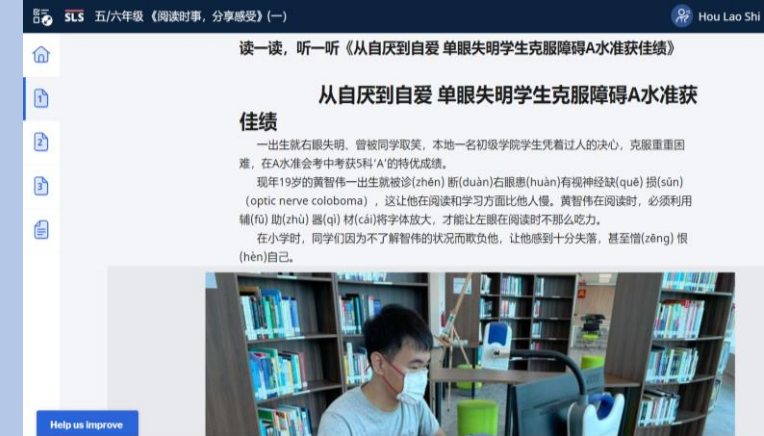 SLS 五/六年级 《阅读时事，分享感受》(一)
Hou Lao Shi
读一读，听一听《从自厌到自爱 单眼失明学生克服障碍A水准获佳绩》
从自厌到自爱 单眼失明学生克服障碍A水准获
佳绩
一出生就右眼失明、曾被同学取笑，本地一名初级学院学生凭着过人的决心，克服重重困
难，在A水准会考中考获5科‘A’的特优成绩。
现年19岁的黄智伟一出生就被诊(zhěn) 断(duàn)右眼患(huàn)有视神经缺(quē) 损(sǔn)
（optic nerve coloboma），这让他在阅读和学习方面比他人慢。黄智伟在阅读时，必须利用
辅(fǔ) 助(zhù) 器(qì) 材(cái)将字体放大，才能让左眼在阅读时不那么吃力。
在小学时，同学们因为不了解智伟的状况而欺负他，让他感到十分失落，甚至憎(zēng) 恨
(hèn)自己。
1
2
3
Help us improve